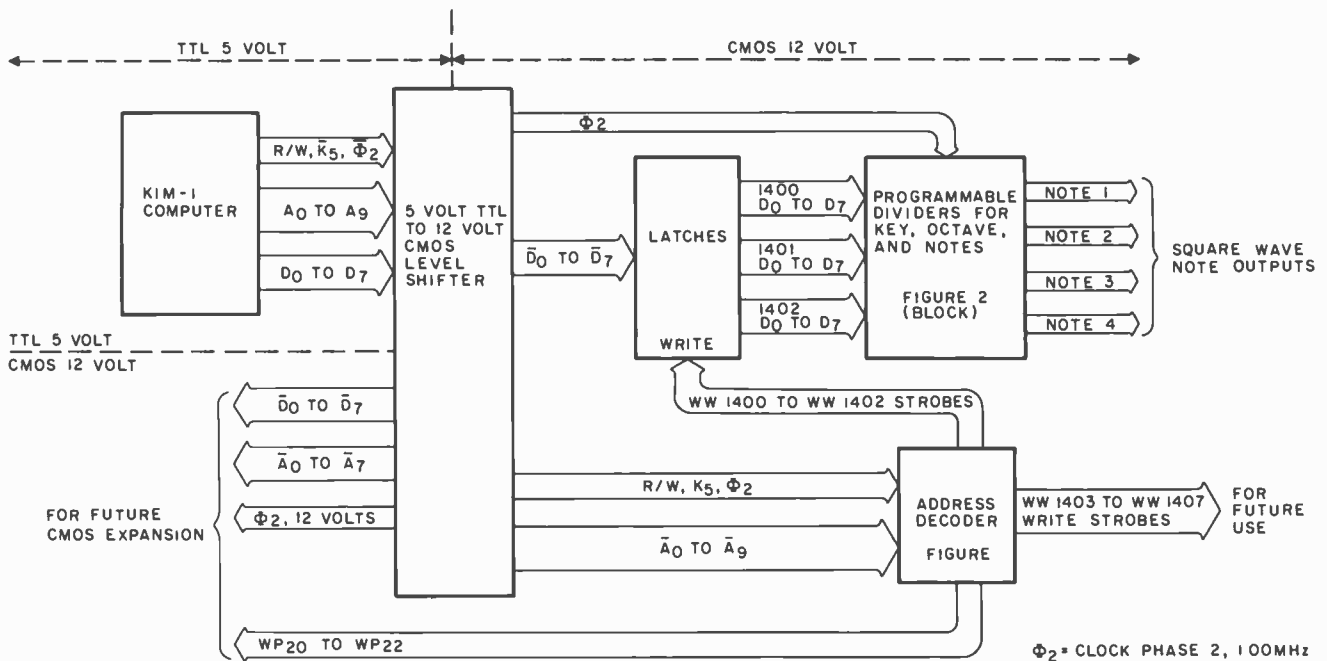 TTL 5 VOLT
CMOS 12 VOLT
KIM-1
COMPUTER
R/W, K̄5, Φ̄2
A0 TO A9
D0 TO D7
5 VOLT TTL
TO 12 VOLT
CMOS
LEVEL
SHIFTER
Φ2
D̄0 TO D̄7
LATCHES
WRITE
1400
D0 TO D7
1401
D0 TO D7
1402
D0 TO D7
PROGRAMMABLE
DIVIDERS FOR
KEY, OCTAVE,
AND NOTES
FIGURE 2
(BLOCK)
NOTE 1
NOTE 2
NOTE 3
NOTE 4
SQUARE WAVE
NOTE OUTPUTS
TTL 5 VOLT
CMOS 12 VOLT
WW 1400 TO WW 1402 STROBES
D̄0 TO D̄7
Ā0 TO Ā7
Φ2, 12 VOLTS
FOR FUTURE
CMOS EXPANSION
R/W, K5, Φ2
Ā0 TO Ā9
ADDRESS
DECODER
FIGURE
WW 1403 TO WW 1407
WRITE STROBES
FOR
FUTURE
USE
WP20 TO WP22
Φ2= CLOCK PHASE 2, 1 00MHz